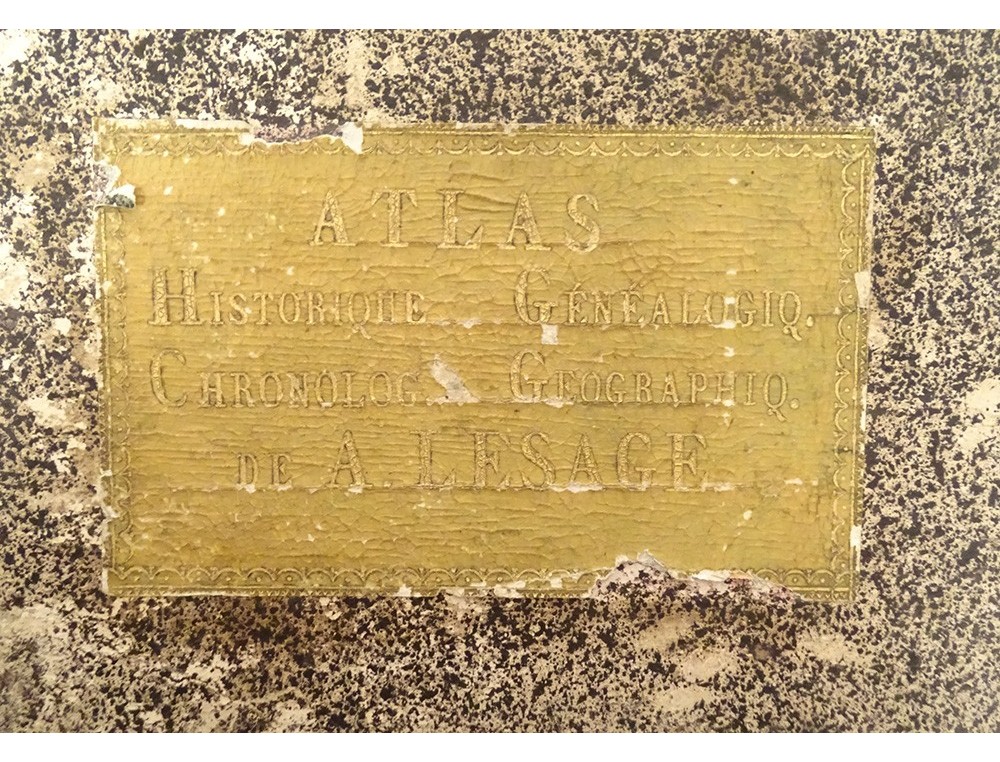 ATLAS
HISTORIQUE GÉNÉALOGIQ.
CHRONOLOG GEOGRAPHIQ.
DE A. LESAGE